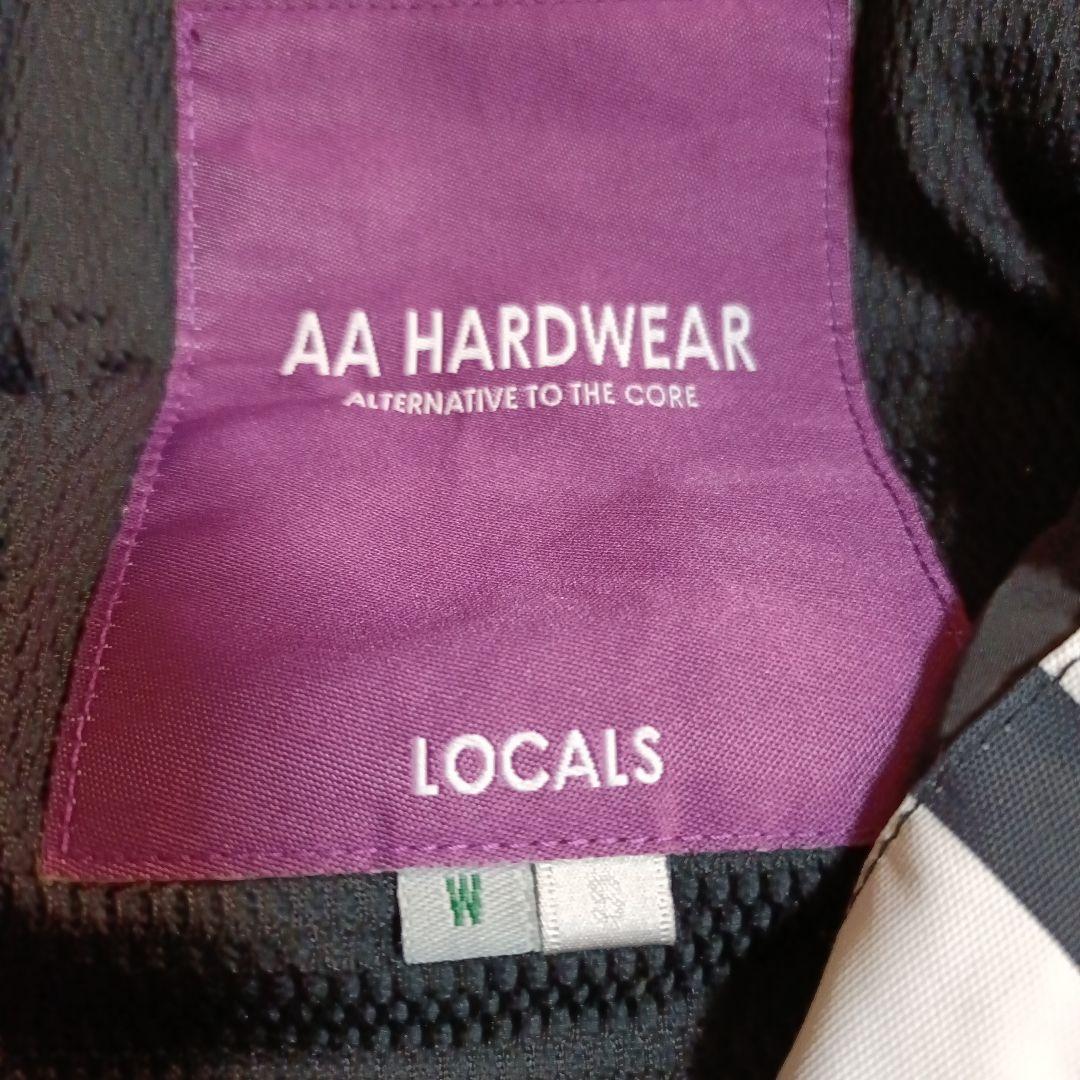 AA HARDWEAR
ALTERNATIVE TO THE CORE
LOCALS
W